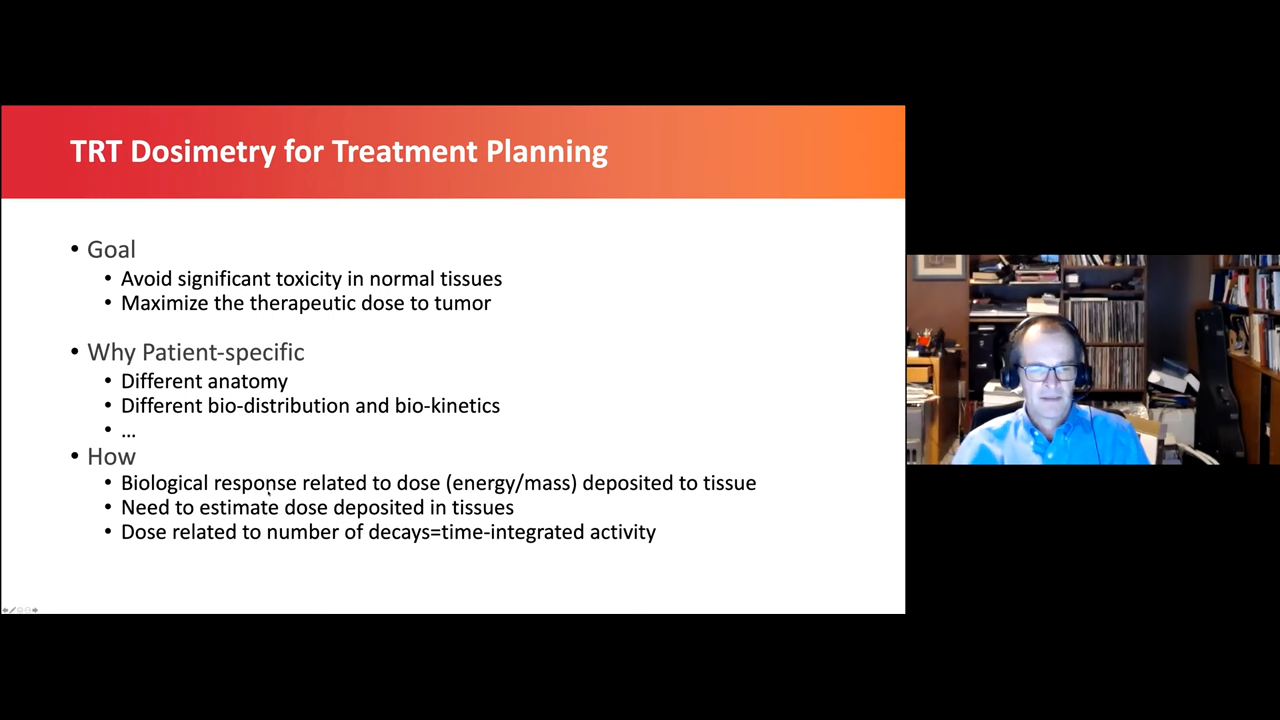 TRT Dosimetry for Treatment Planning
• Goal
• Avoid significant toxicity in normal tissues
• Maximize the therapeutic dose to tumor
• Why Patient-specific
• Different anatomy
• Different bio-distribution and bio-kinetics
• ...
• How
• Biological response related to dose (energy/mass) deposited to tissue
• Need to estimate dose deposited in tissues
• Dose related to number of decays=time-integrated activity